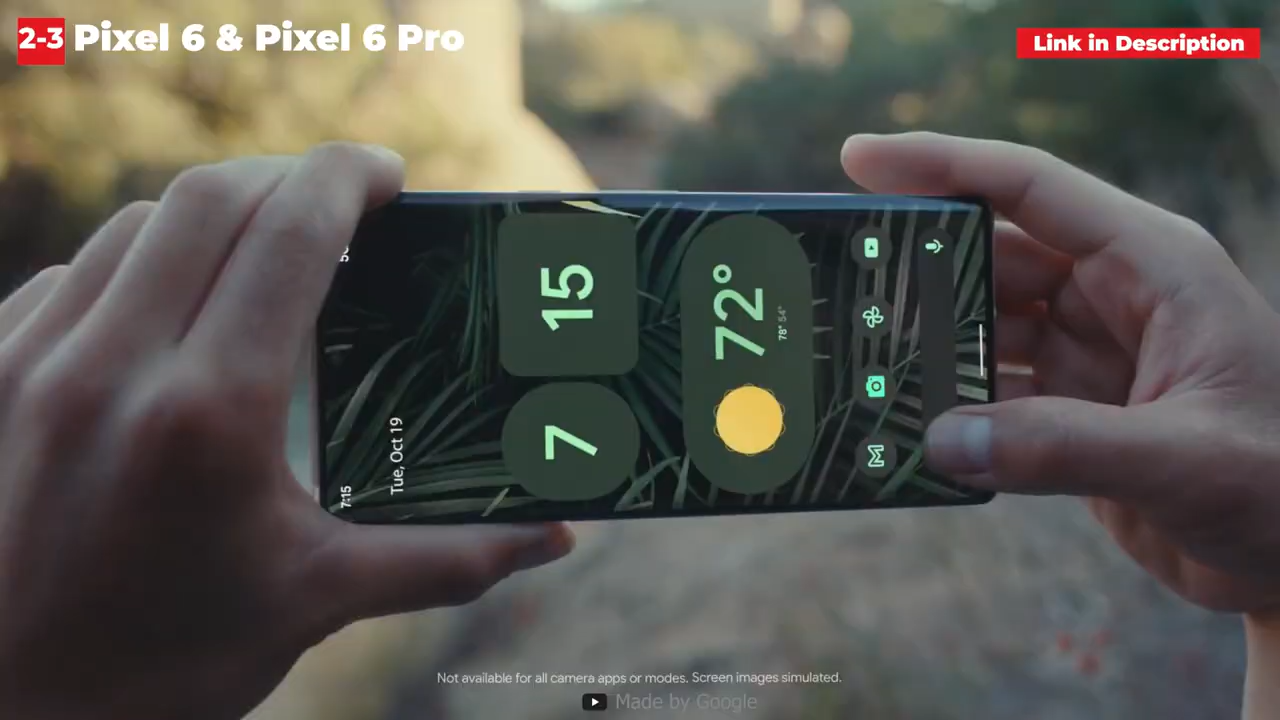 2-3 Pixel 6 & Pixel 6 Pro
Link in Description
7:15
Tue, Oct 19
7
15
72°
78° 54°
Not available for all camera apps or modes. Screen images simulated.
Made by Google